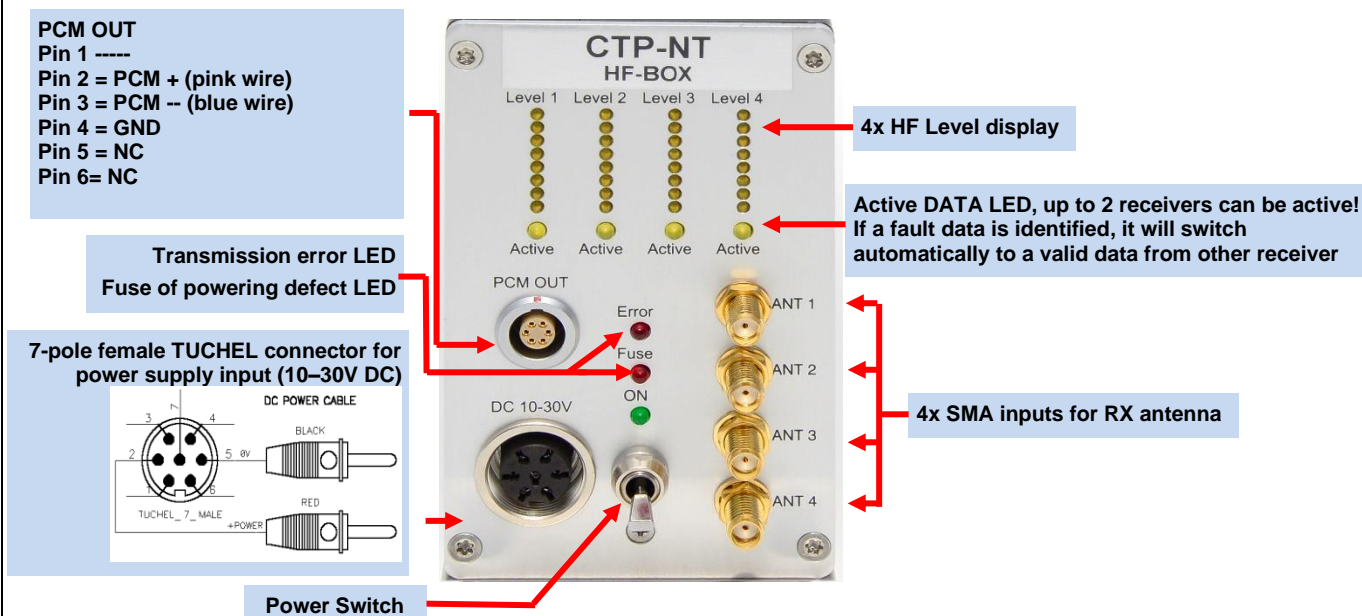 PCM OUT
Pin 1 -----
Pin 2 = PCM + (pink wire)
Pin 3 = PCM -- (blue wire)
Pin 4 = GND
Pin 5 = NC
Pin 6= NC
Transmission error LED
Fuse of powering defect LED
7-pole female TUCHEL connector for
power supply input (10–30V DC)
DC POWER CABLE
7
3
4
BLACK
2
5 0V
1
6
RED
TUCHEL_7_MALE
+POWER
Power Switch
CTP-NT
HF-BOX
Level 1 Level 2 Level 3 Level 4
Active Active Active Active
PCM OUT
Error
Fuse
ON
DC 10-30V
ANT 1
ANT 2
ANT 3
ANT 4
4x HF Level display
Active DATA LED, up to 2 receivers can be active!
If a fault data is identified, it will switch
automatically to a valid data from other receiver
4x SMA inputs for RX antenna